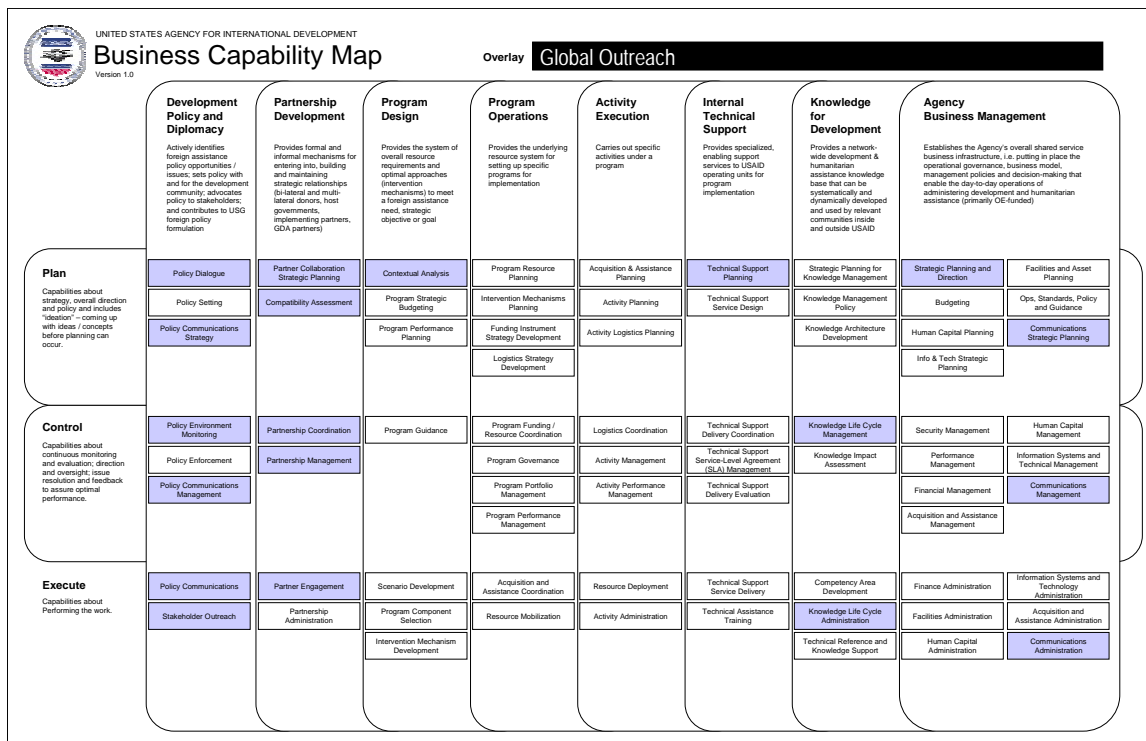 UNITED STATES AGENCY FOR INTERNATIONAL DEVELOPMENT
Business Capability Map
Version 1.0
Overlay
Global Outreach
Development
Policy and
Diplomacy
Actively identifies
foreign assistance
policy opportunities /
issues; sets policy with
and for the development
community; advocates
policy to stakeholders;
and contributes to USG
foreign policy
formulation
Partnership
Development
Provides formal and
informal mechanisms for
entering into, building
and maintaining
strategic relationships
(bi-lateral and multi-
lateral donors, host
governments,
implementing partners,
GDA partners)
Program
Design
Provides the system of
overall resource
requirements and
optimal approaches
(intervention
mechanisms) to meet
a foreign assistance
need, strategic
objective or goal
Program
Operations
Provides the underlying
resource system for
setting up specific
programs for
implementation
Activity
Execution
Carries out specific
activities under a
program
Internal
Technical
Support
Provides specialized,
enabling support
services to USAID
operating units for
program
implementation
Knowledge
for
Development
Provides a network-
wide development &
humanitarian
assistance knowledge
base that can be
systematically and
dynamically developed
and used by relevant
communities inside
and outside USAID
Agency
Business Management
Establishes the Agency's overall shared service
business infrastructure, i.e. putting in place the
operational governance, business model,
management policies and decision-making that
enable the day-to-day operations of
administering development and humanitarian
assistance (primarily OE-funded)
Plan
Capabilities about
strategy, overall direction
and policy and includes
"ideation" – coming up
with ideas / concepts
before planning can
occur.
Policy Dialogue
Policy Setting
Policy Communications
Strategy
Partner Collaboration
Strategic Planning
Compatibility Assessment
Contextual Analysis
Program Strategic
Budgeting
Program Performance
Planning
Program Resource
Planning
Intervention Mechanisms
Planning
Funding Instrument
Strategy Development
Logistics Strategy
Development
Acquisition & Assistance
Planning
Activity Planning
Activity Logistics Planning
Technical Support
Planning
Technical Support
Service Design
Strategic Planning for
Knowledge Management
Knowledge Management
Policy
Knowledge Architecture
Development
Strategic Planning and
Direction
Budgeting
Human Capital Planning
Info & Tech Strategic
Planning
Facilities and Asset
Planning
Ops, Standards, Policy
and Guidance
Communications
Strategic Planning
Control
Capabilities about
continuous monitoring
and evaluation; direction
and oversight; issue
resolution and feedback
to assure optimal
performance.
Policy Environment
Monitoring
Policy Enforcement
Policy Communications
Management
Partnership Coordination
Partnership Management
Program Guidance
Program Funding /
Resource Coordination
Program Governance
Program Portfolio
Management
Program Performance
Management
Logistics Coordination
Activity Management
Activity Performance
Management
Technical Support
Delivery Coordination
Technical Support
Service-Level Agreement
(SLA) Management
Technical Support
Delivery Evaluation
Knowledge Life Cycle
Management
Knowledge Impact
Assessment
Security Management
Performance
Management
Financial Management
Acquisition and Assistance
Management
Human Capital
Management
Information Systems and
Technical Management
Communications
Management
Execute
Capabilities about
Performing the work.
Policy Communications
Stakeholder Outreach
Partner Engagement
Partnership
Administration
Scenario Development
Program Component
Selection
Intervention Mechanism
Development
Acquisition and
Assistance Coordination
Resource Mobilization
Resource Deployment
Activity Administration
Technical Support
Service Delivery
Technical Assistance
Training
Competency Area
Development
Knowledge Life Cycle
Administration
Technical Reference and
Knowledge Support
Finance Administration
Facilities Administration
Human Capital
Administration
Information Systems and
Technology
Administration
Acquisition and
Assistance Administration
Communications
Administration